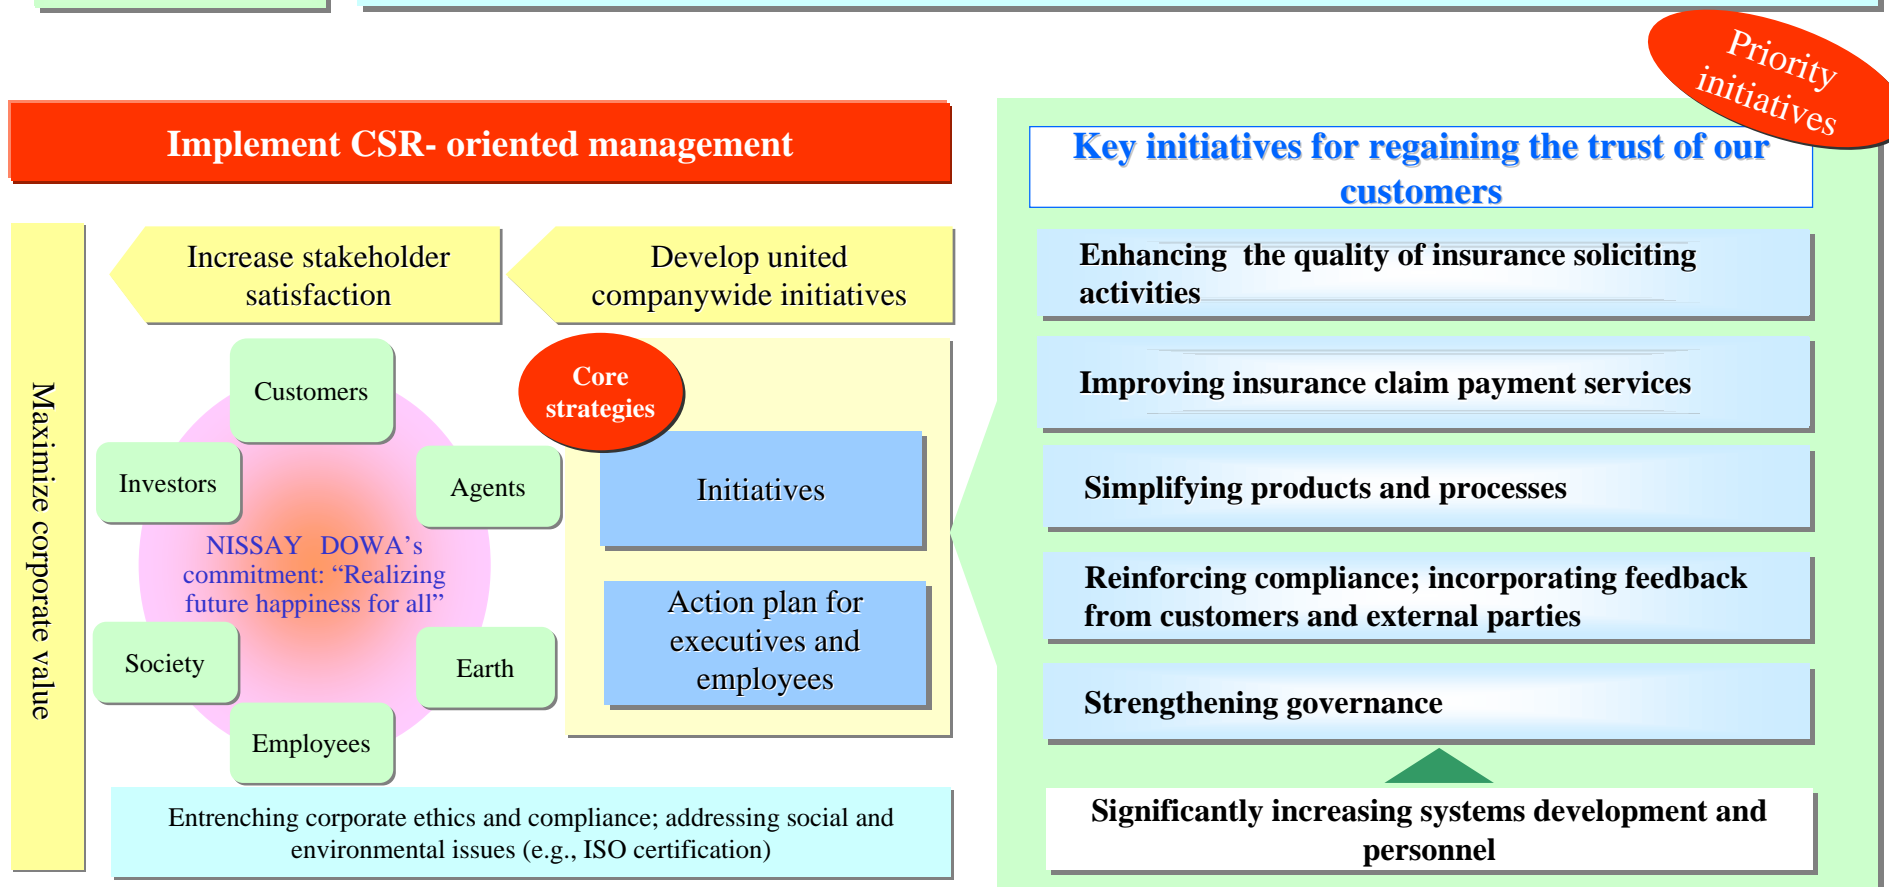 Priority
initiatives
Implement CSR- oriented management
Key initiatives for regaining the trust of our
customers
Maximize corporate value
Increase stakeholder
satisfaction
Develop united
companywide initiatives
Customers
Investors
Agents
NISSAY DOWA's
commitment: “Realizing
future happiness for all”
Society
Earth
Employees
Core
strategies
Initiatives
Action plan for
executives and
employees
Entrenching corporate ethics and compliance; addressing social and
environmental issues (e.g., ISO certification)
Enhancing the quality of insurance soliciting
activities
Improving insurance claim payment services
Simplifying products and processes
Reinforcing compliance; incorporating feedback
from customers and external parties
Strengthening governance
Significantly increasing systems development and
personnel